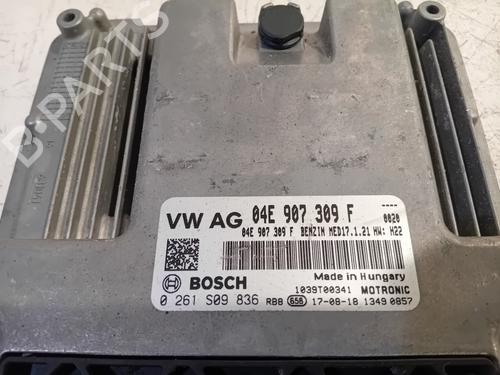 B-PARTS
VW AG 04E 907 309 F ----
0020
04E 907 309 F BENZIN MED17.1.21 HW: H22
BOSCH
Made in Hungary
1039T00341 MOTRONIC
0 261 S09 836 RBB 656 17-08-18 1349 0857